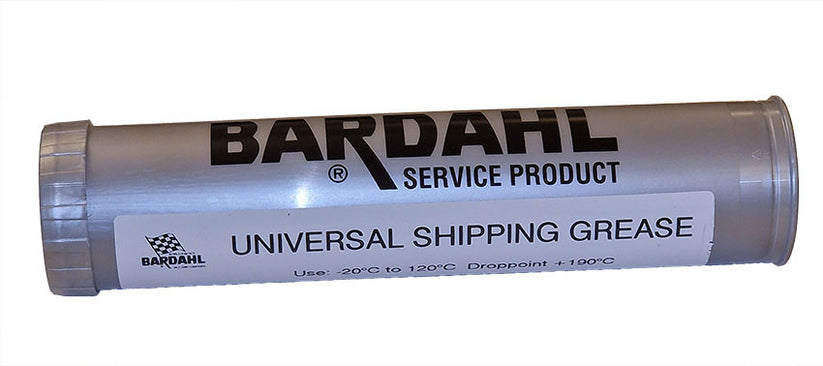 BARDAHL
® SERVICE PRODUCT
BARDAHL
UNIVERSAL SHIPPING GREASE
Use: -20°C to 120°C Droppoint +190°C